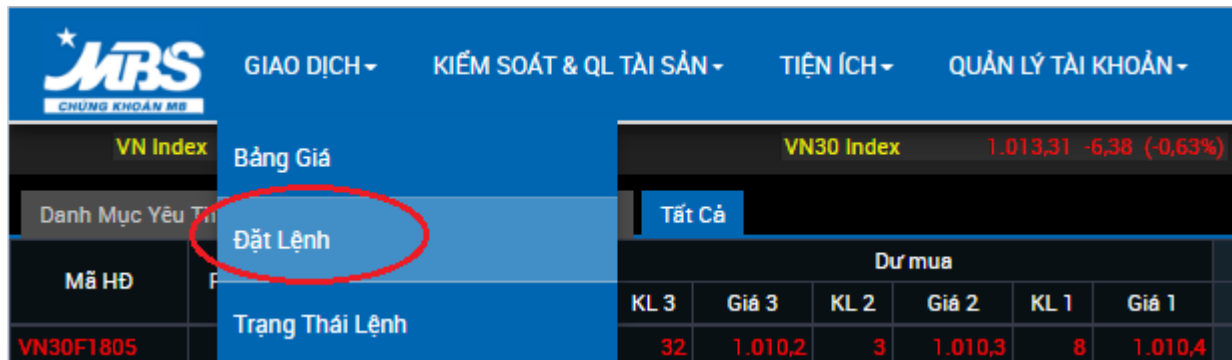 MBS
CHỨNG KHOÁN MB
GIAO DỊCH KIỂM SOÁT & QL TÀI SẢN TIỆN ÍCH QUẢN LÝ TÀI KHOẢN
VN Index VN30 Index 1.013,31 -6,38 (-0,63%)
Bảng Giá
Danh Mục Yêu Tất Cả
Đặt Lệnh
Mã HĐ Dư mua
KL 3 Giá 3 KL 2 Giá 2 KL 1 Giá 1
Trạng Thái Lệnh
VN30F1805 32 1.010,2 3 1.010,3 8 1.010,4